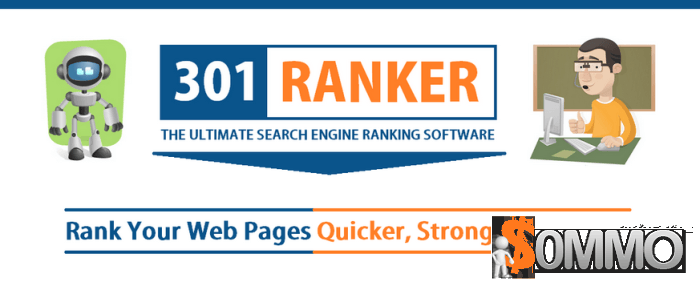 301 RANKER
THE ULTIMATE SEARCH ENGINE RANKING SOFTWARE
Rank Your Web Pages Quicker, Strong
$OMMO